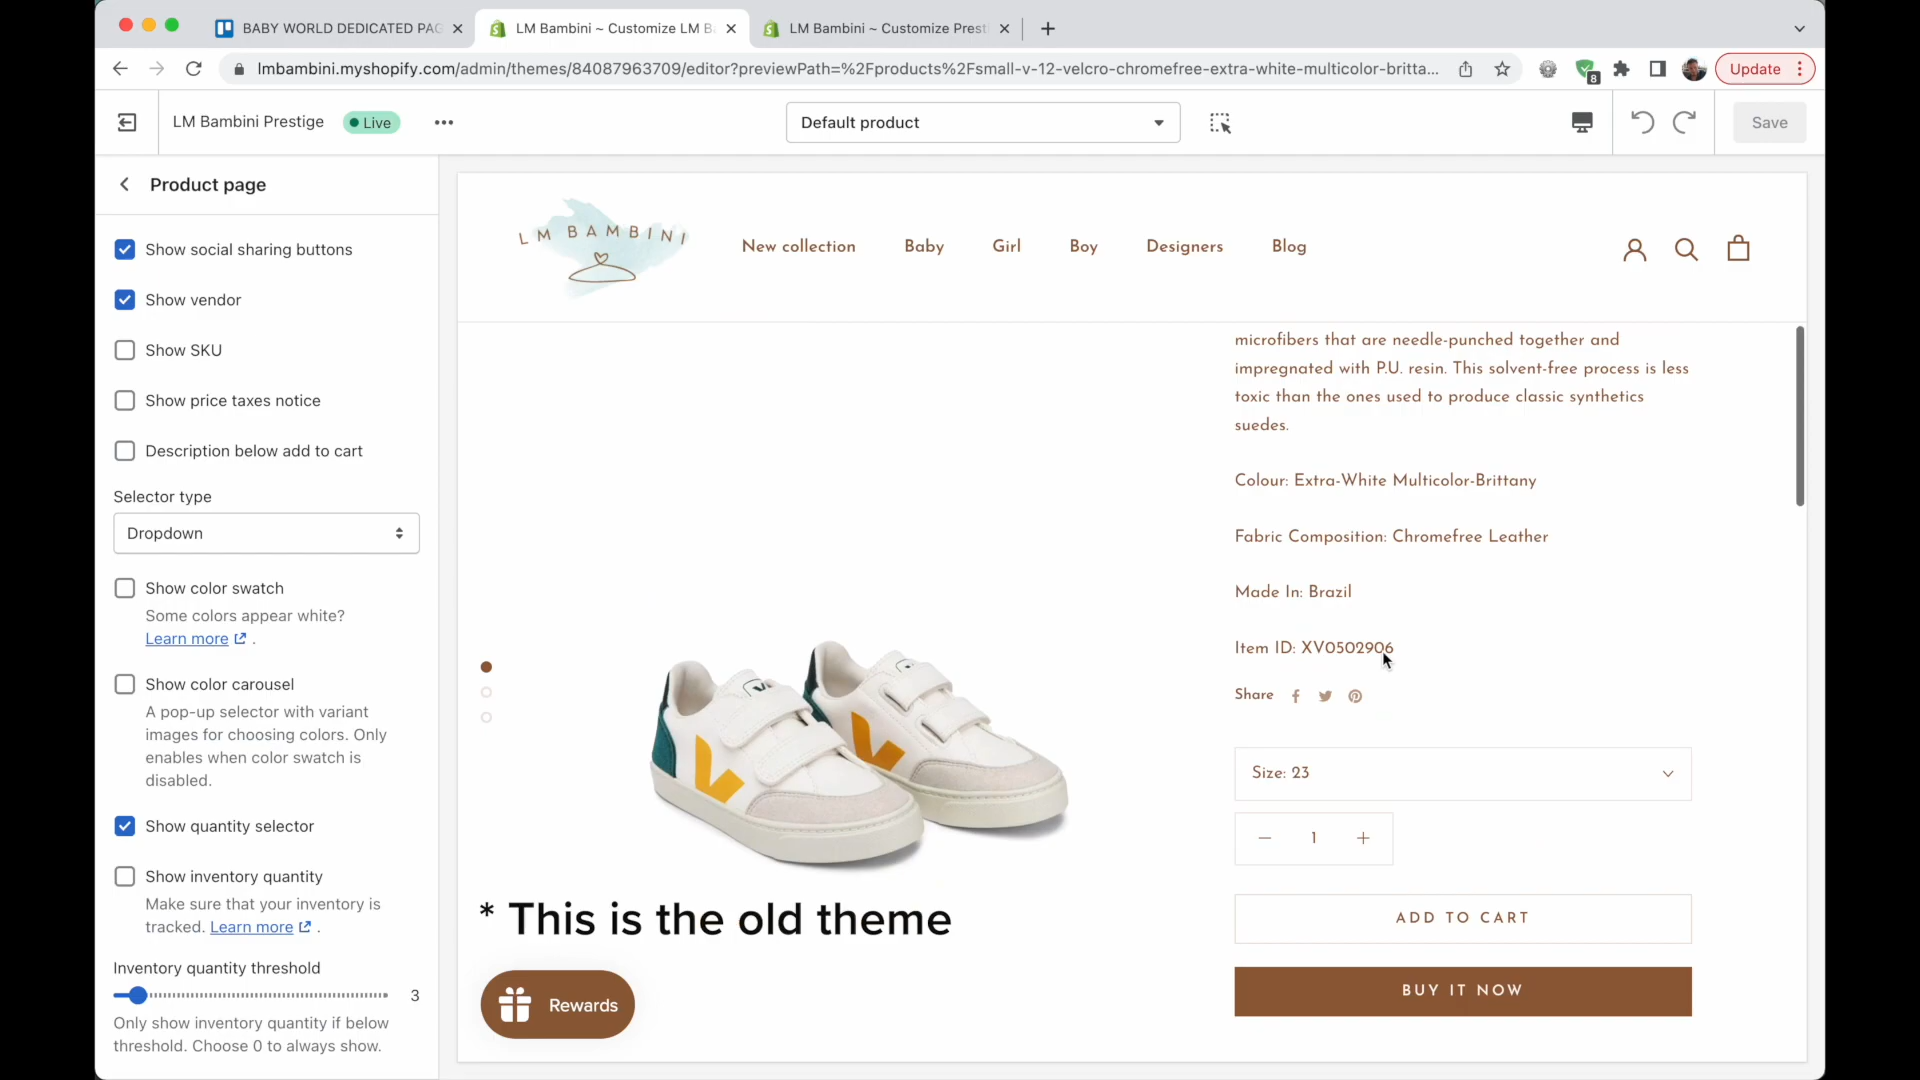 BABY WORLD DEDICATED PAG
LM Bambini ~ Customize LM B
LM Bambini ~ Customize Prest
lmbambini.myshopify.com/admin/themes/84087963709/editor?previewPath=%2Fproducts%2Fsmall-v-12-velcro-chromefree-extra-white-multicolor-britta...
8
Update
LM Bambini Prestige
Live
Default product
Save
Product page
Show social sharing buttons
Show vendor
Show SKU
Show price taxes notice
Description below add to cart
Selector type
Dropdown
Show color swatch
Some colors appear white?
Learn more .
Show color carousel
A pop-up selector with variant
images for choosing colors. Only
enables when color swatch is
disabled.
Show quantity selector
Show inventory quantity
Make sure that your inventory is
tracked. Learn more .
Inventory quantity threshold
3
Only show inventory quantity if below
threshold. Choose 0 to always show.
LM BAMBINI
New collection
Baby
Girl
Boy
Designers
Blog
microfibers that are needle-punched together and
impregnated with P.U. resin. This solvent-free process is less
toxic than the ones used to produce classic synthetics
suedes.
Colour: Extra-White Multicolor-Brittany
Fabric Composition: Chromefree Leather
Made In: Brazil
Item ID: XV0502906
Share
Size: 23
1
ADD TO CART
BUY IT NOW
* This is the old theme
Rewards